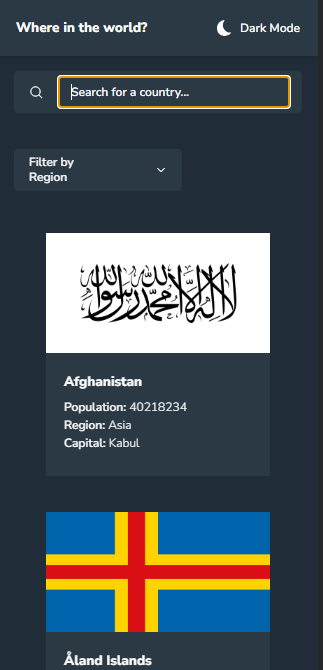 Where in the world?
Dark Mode
Search for a country...
Filter by
Region
لا إله إلا الله محمد رسول الله
Afghanistan
Population: 40218234
Region: Asia
Capital: Kabul
Åland Islands